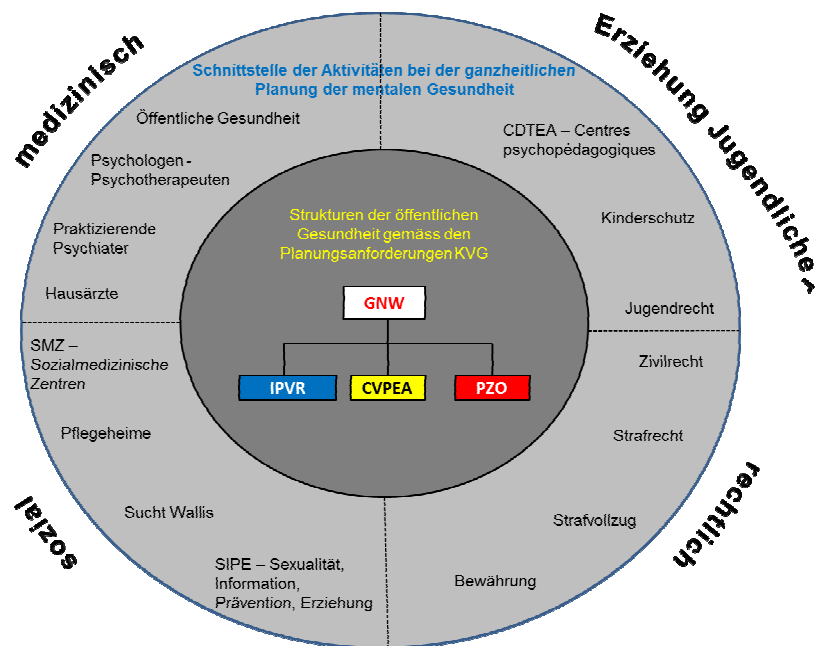 medizinisch
Erziehung Jugendliche
Schnittstelle der Aktivitäten bei der ganzheitlichen
Planung der mentalen Gesundheit
Öffentliche Gesundheit
Psychologen -
Psychotherapeuten
Praktizierende
Psychiater
Hausärzte
CDTEA – Centres
psychopédagogiques
Kinderschutz
Jugendrecht
Strukturen der öffentlichen
Gesundheit gemäss den
Planungsanforderungen KVG
GNW
IPVR
CVPEA
PZO
SMZ –
Sozialmedizinische
Zentren
Pflegeheime
Sucht Wallis
SIPE – Sexualität,
Information,
Prävention, Erziehung
Zivilrecht
Strafrecht
Strafvollzug
Bewährung
sozial
rechtlich